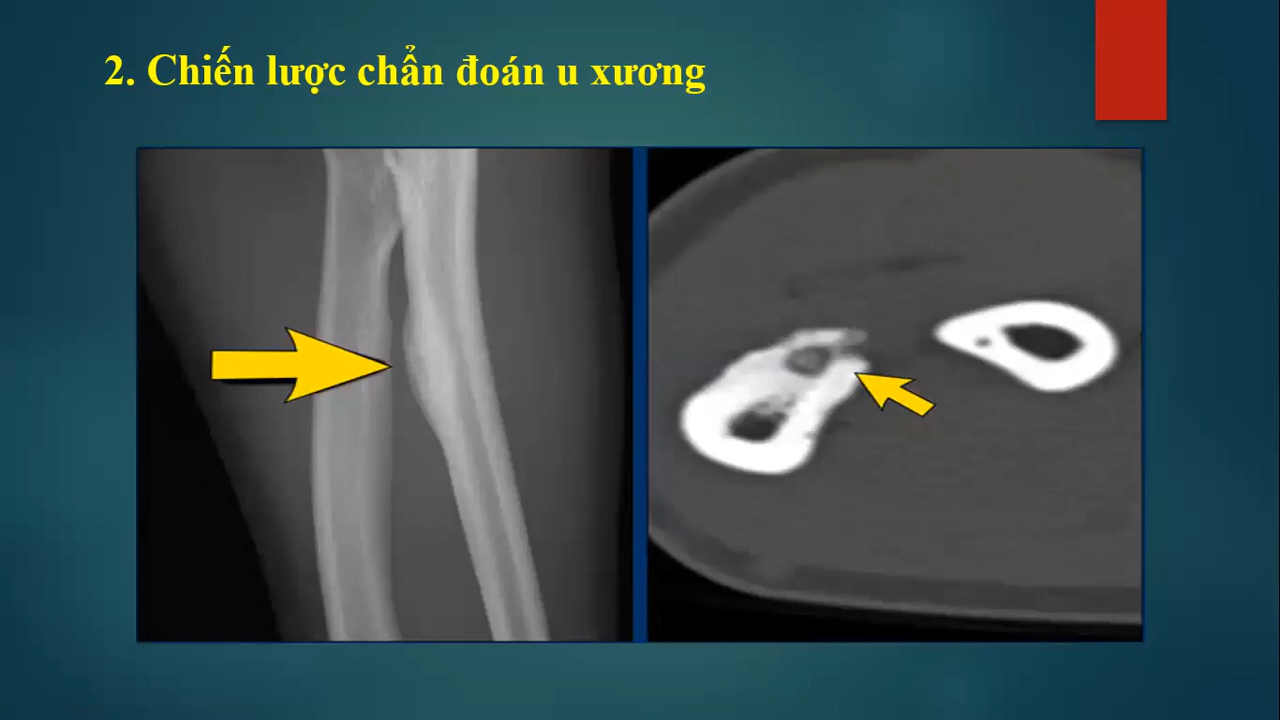 2. Chiến lược chẩn đoán u xương